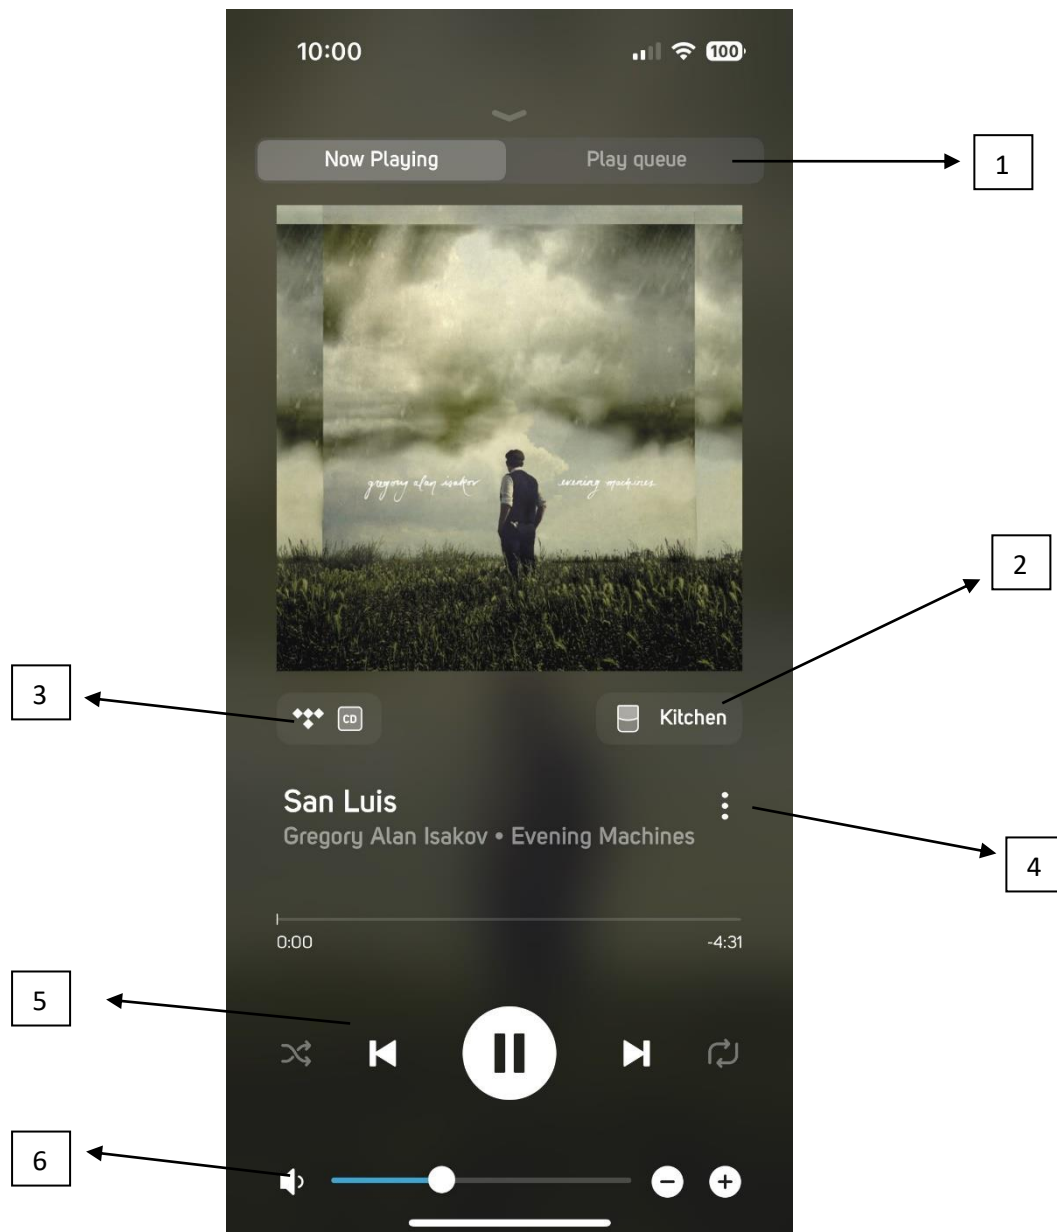 10:00 100
Now Playing Play queue
1
gregory alan isakov evening machines
2
3
CD Kitchen
San Luis
Gregory Alan Isakov • Evening Machines
4
0:00 -4:31
5
6